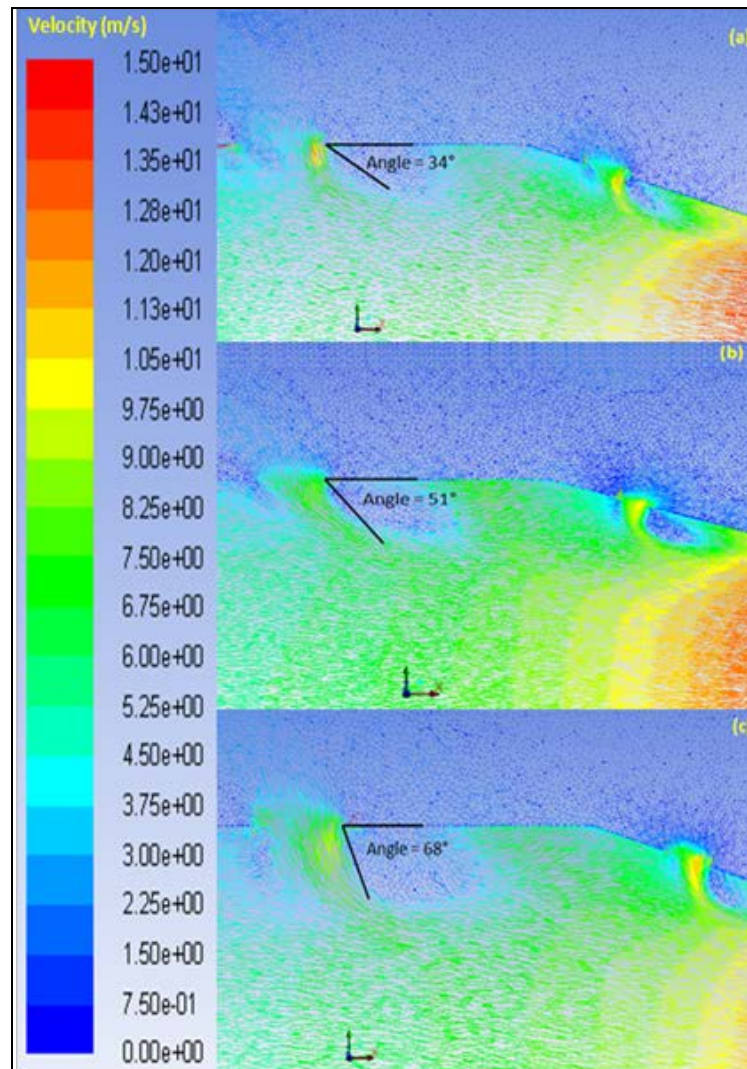 Velocity (m/s)
1.50e+01
1.43e+01
1.35e+01
1.28e+01
1.20e+01
1.13e+01
1.05e+01
9.75e+00
9.00e+00
8.25e+00
7.50e+00
6.75e+00
6.00e+00
5.25e+00
4.50e+00
3.75e+00
3.00e+00
2.25e+00
1.50e+00
7.50e-01
0.00e+00
(a)
Angle = 34°
(b)
Angle = 51°
X
(c
Angle = 68°